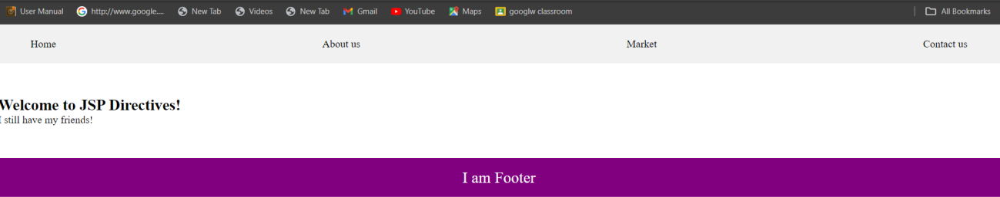 User Manual http://www.google.... New Tab Videos New Tab Gmail YouTube Maps googlw classroom All Bookmarks
Home About us Market Contact us
Welcome to JSP Directives!
I still have my friends!
I am Footer